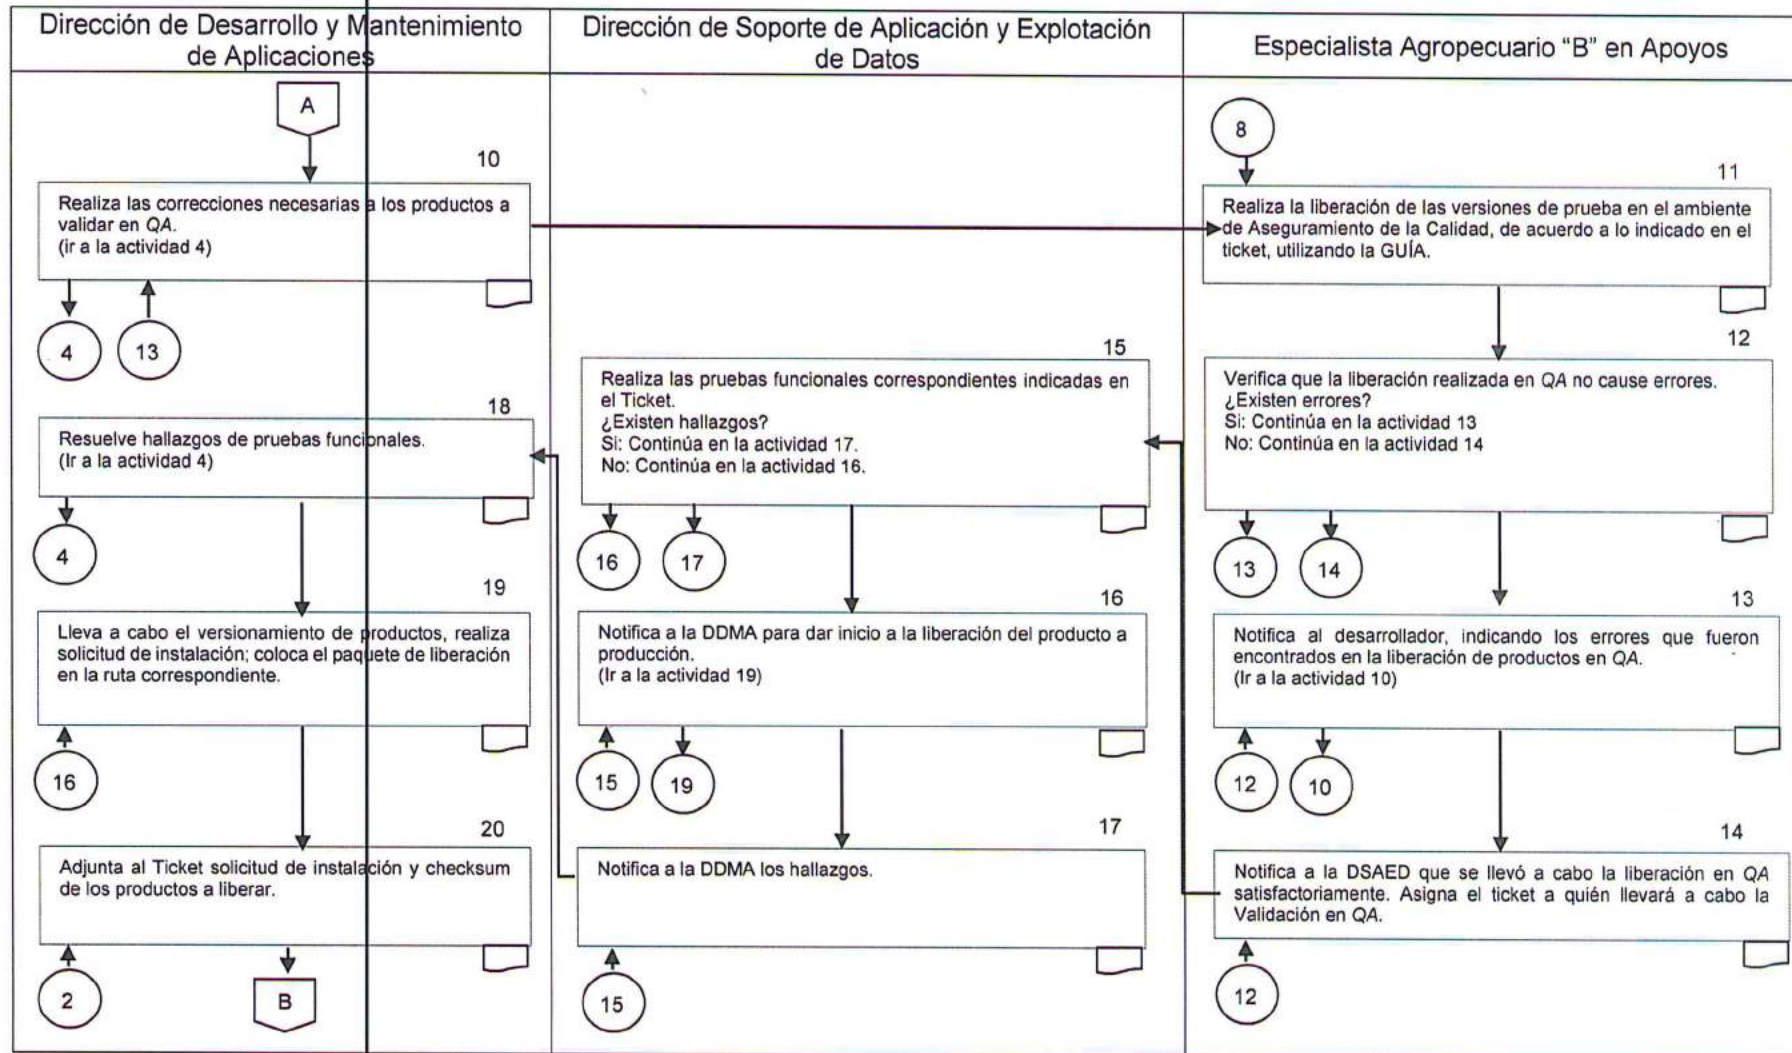 Dirección de Desarrollo y Mantenimiento
de Aplicaciones
Dirección de Soporte de Aplicación y Explotación
de Datos
Especialista Agropecuario “B” en Apoyos
A
10
Realiza las correcciones necesarias a los productos a
validar en QA.
(ir a la actividad 4)
4
13
18
Resuelve hallazgos de pruebas funcionales.
(Ir a la actividad 4)
4
19
Lleva a cabo el versionamiento de productos, realiza
solicitud de instalación; coloca el paquete de liberación
en la ruta correspondiente.
16
20
Adjunta al Ticket solicitud de instalación y checksum
de los productos a liberar.
2
B
15
Realiza las pruebas funcionales correspondientes indicadas en
el Ticket.
¿Existen hallazgos?
Si: Continúa en la actividad 17.
No: Continúa en la actividad 16.
16
17
16
Notifica a la DDMA para dar inicio a la liberación del producto a
producción.
(Ir a la actividad 19)
15
19
17
Notifica a la DDMA los hallazgos.
15
8
11
Realiza la liberación de las versiones de prueba en el ambiente
de Aseguramiento de la Calidad, de acuerdo a lo indicado en el
ticket, utilizando la GUÍA.
12
Verifica que la liberación realizada en QA no cause errores.
¿Existen errores?
Si: Continúa en la actividad 13
No: Continúa en la actividad 14
13
14
13
Notifica al desarrollador, indicando los errores que fueron
encontrados en la liberación de productos en QA.
(Ir a la actividad 10)
12
10
14
Notifica a la DSAED que se llevó a cabo la liberación en QA
satisfactoriamente. Asigna el ticket a quién llevará a cabo la
Validación en QA.
12